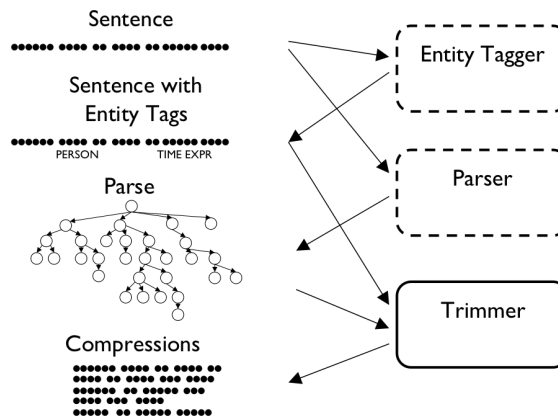 Sentence
Entity Tagger
Sentence with
Entity Tags
PERSON TIME EXPR
Parser
Parse
Trimmer
Compressions